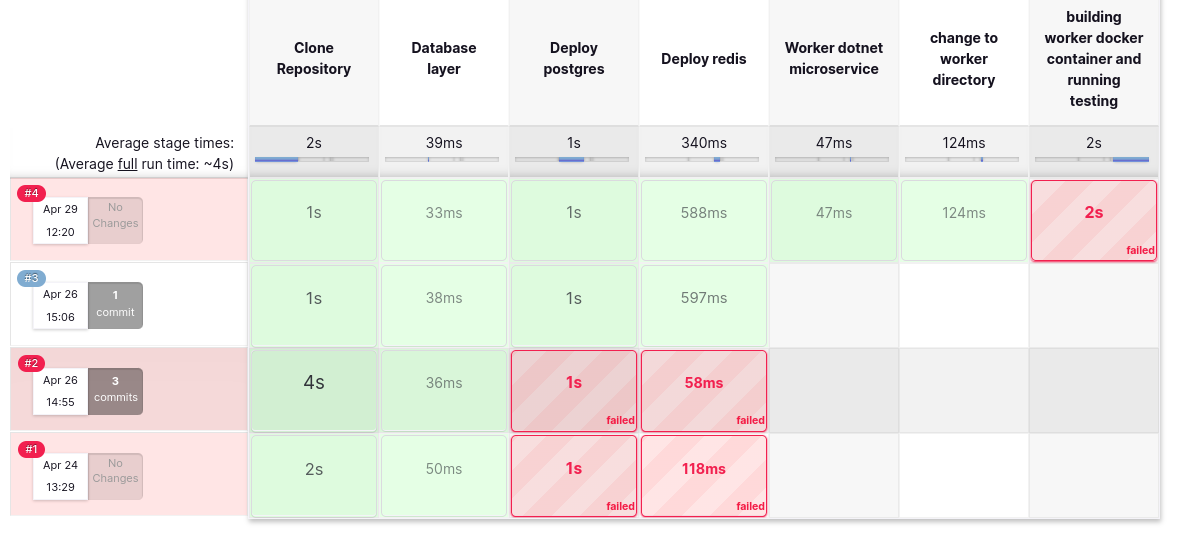 Clone
Repository
Database
layer
Deploy
postgres
Deploy redis
Worker dotnet
microservice
change to
worker
directory
building
worker docker
container and
running
testing
Average stage times:
(Average full run time: ~4s)
2s
39ms
1s
340ms
47ms
124ms
2s
#4
Apr 29
12:20
No
Changes
1s
33ms
1s
588ms
47ms
124ms
2s
failed
#3
Apr 26
15:06
1
commit
1s
38ms
1s
597ms
#2
Apr 26
14:55
3
commits
4s
36ms
1s
failed
58ms
failed
#1
Apr 24
13:29
No
Changes
2s
50ms
1s
failed
118ms
failed